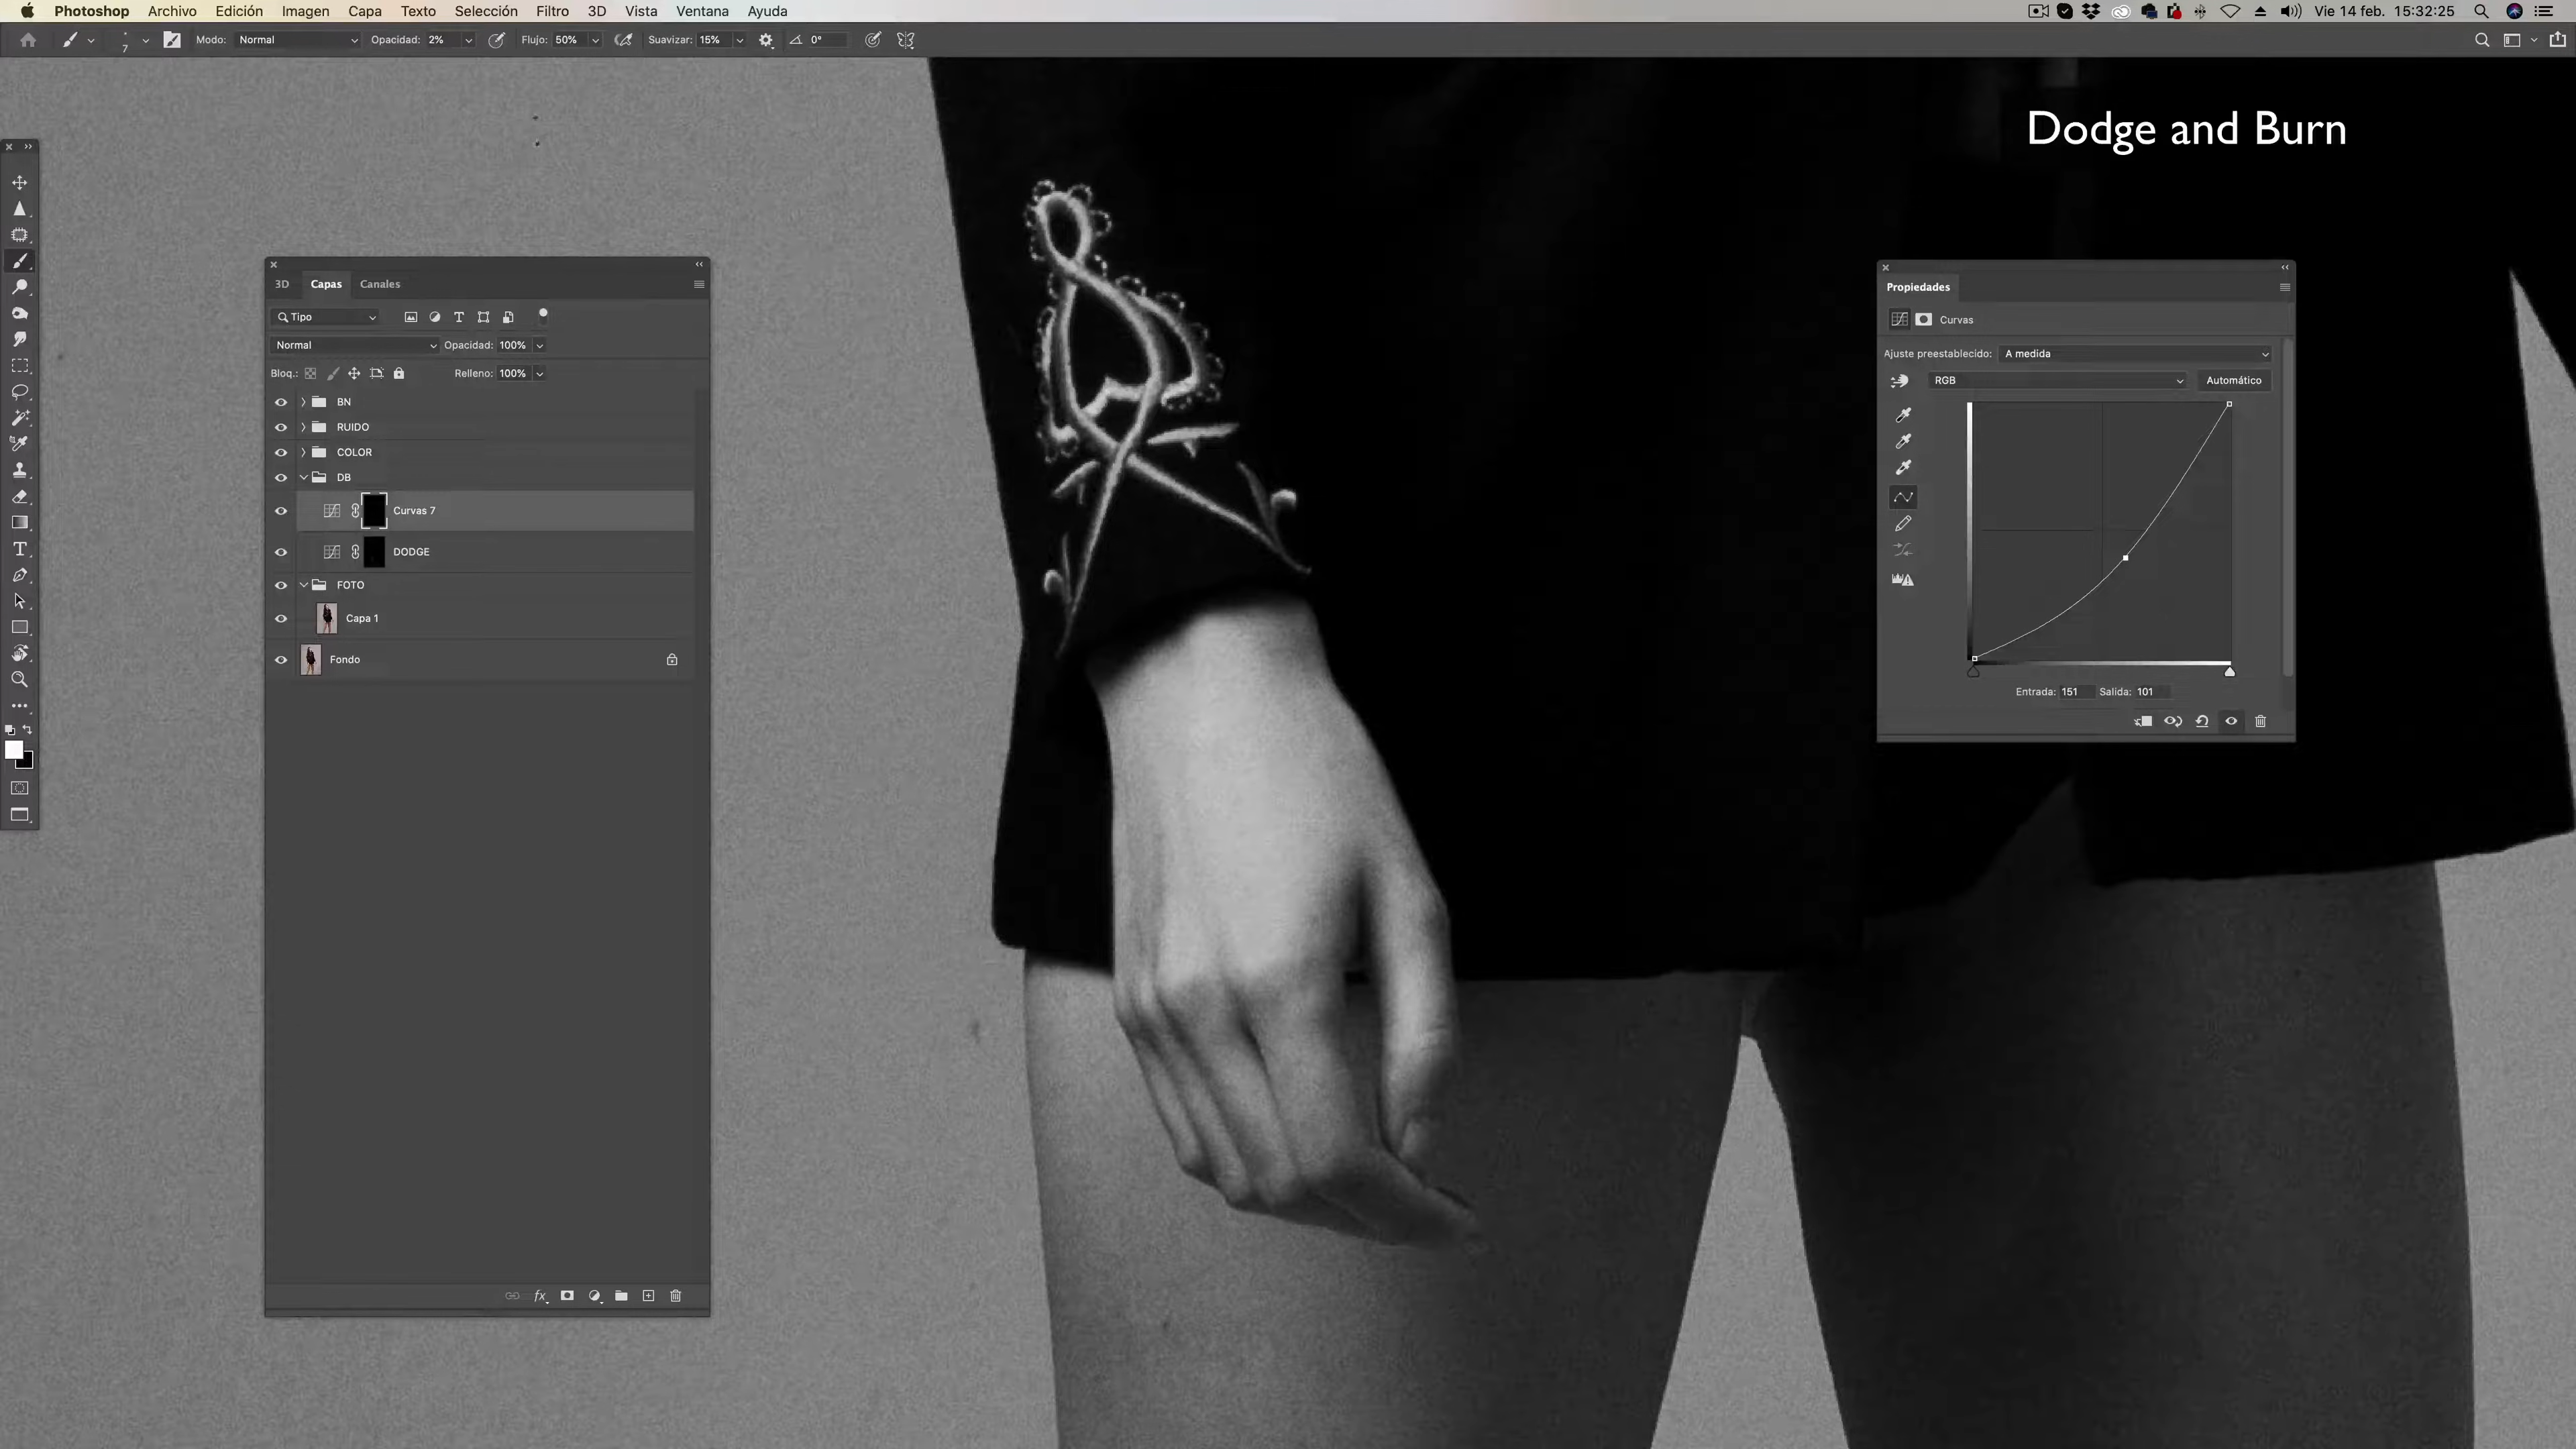 Photoshop Archivo Edición Imagen Capa Texto Selección Filtro 3D Vista Ventana Ayuda Vie 14 feb. 15:32:25
7 Modo: Normal Opacidad: 2% Flujo: 50% Suavizar: 15% 0°
Dodge and Burn
3D Capas Canales
Tipo
Normal Opacidad: 100%
Bloq.: Relleno: 100%
BN
RUIDO
COLOR
DB
Curvas 7
DODGE
FOTO
Capa 1
Fondo
fx
Propiedades
Curvas
Ajuste preestablecido: A medida
RGB Automático
Entrada: 151 Salida: 101